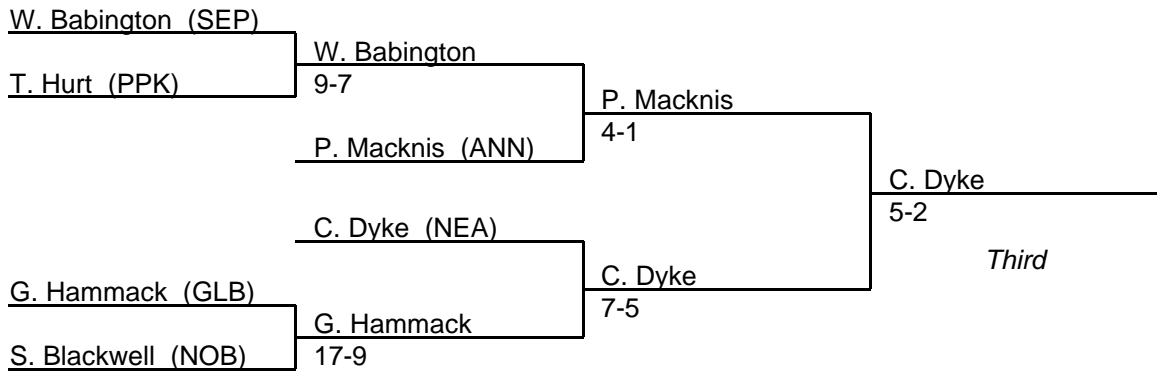 W. Babington (SEP)
T. Hurt (PPK)
W. Babington
9-7
P. Macknis (ANN)
P. Macknis
4-1
C. Dyke (NEA)
G. Hammack (GLB)
S. Blackwell (NOB)
G. Hammack
17-9
C. Dyke
7-5
C. Dyke
5-2
Third